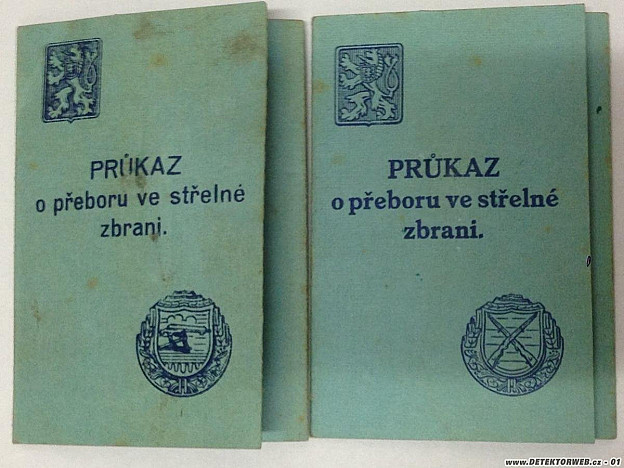 PRŮKAZ
o přeboru ve střelné
zbrani.
PRŮKAZ
o přeboru ve střelné
zbrani.
www.DETEKTORWEB.cz - 01